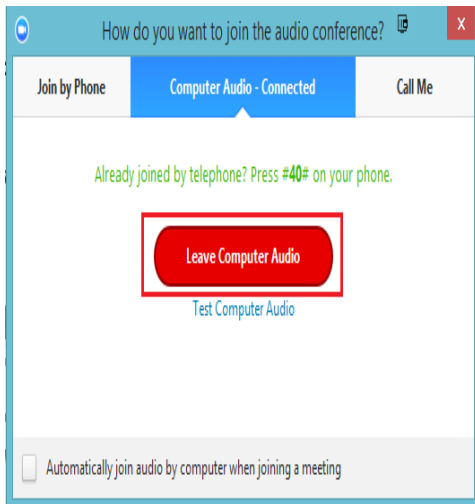 How do you want to join the audio conference?
x
Join by Phone Computer Audio - Connected Call Me
Already joined by telephone? Press #40# on your phone.
Leave Computer Audio
Test Computer Audio
Automatically join audio by computer when joining a meeting